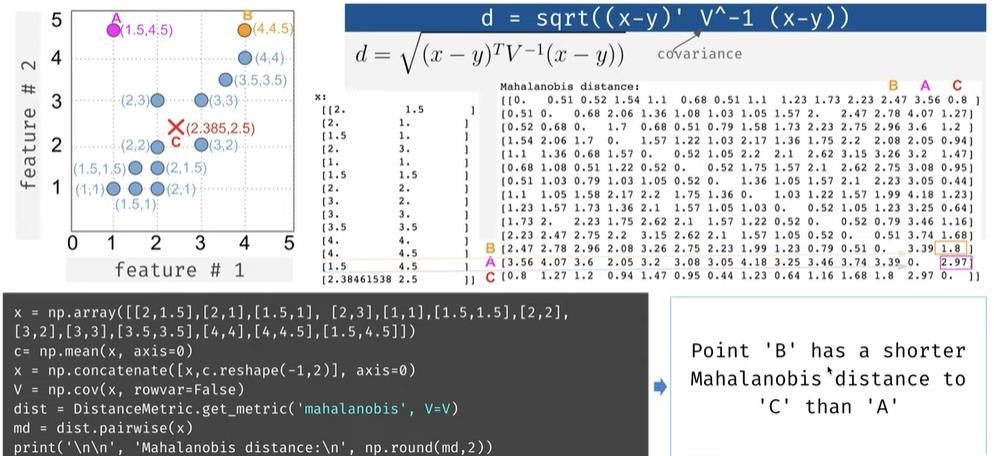 d = sqrt((x-y)' V^-1 (x-y))
d = √(x − y)ᵀV⁻¹(x − y))
covariance
feature # 2
5
4
3
2
1
0 1 2 3 4 5
feature # 1
A
(1.5,4.5)
B
(4,4.5)
(4,4)
(3.5,3.5)
(2,3)
(3,3)
(2.385,2.5)
C
(2,2)
(3,2)
(1.5,1.5)
(2,1.5)
(1,1)
(2,1)
(1.5,1)
x:
[[2. 1.5 ]
[2. 1. ]
[1.5 1. ]
[2. 3. ]
[1. 1. ]
[1.5 1.5 ]
[2. 2. ]
[3. 2. ]
[3. 3. ]
[3.5 3.5 ]
[4. 4. ]
[4. 4.5 ]
[1.5 4.5 ]
[2.38461538 2.5 ]]
Mahalanobis distance:
B A C
[[0. 0.51 0.52 1.54 1.1 0.68 0.51 1.1 1.23 1.73 2.23 2.47 3.56 0.8 ]
[0.51 0. 0.68 2.06 1.36 1.08 1.03 1.05 1.57 2. 2.47 2.78 4.07 1.27]
[0.52 0.68 0. 1.7 0.68 0.51 0.79 1.58 1.73 2.23 2.75 2.96 3.6 1.2 ]
[1.54 2.06 1.7 0. 1.57 1.22 1.03 2.17 1.36 1.75 2.2 2.08 2.05 0.94]
[1.1 1.36 0.68 1.57 0. 0.52 1.05 2.2 2.1 2.62 3.15 3.26 3.2 1.47]
[0.68 1.08 0.51 1.22 0.52 0. 0.52 1.75 1.57 2.1 2.62 2.75 3.08 0.95]
[0.51 1.03 0.79 1.03 1.05 0.52 0. 1.36 1.05 1.57 2.1 2.23 3.05 0.44]
[1.1 1.05 1.58 2.17 2.2 1.75 1.36 0. 1.03 1.22 1.57 1.99 4.18 1.23]
[1.23 1.57 1.73 1.36 2.1 1.57 1.05 1.03 0. 0.52 1.05 1.23 3.25 0.64]
[1.73 2. 2.23 1.75 2.62 2.1 1.57 1.22 0.52 0. 0.52 0.79 3.46 1.16]
[2.23 2.47 2.75 2.2 3.15 2.62 2.1 1.57 1.05 0.52 0. 0.51 3.74 1.68]
B [2.47 2.78 2.96 2.08 3.26 2.75 2.23 1.99 1.23 0.79 0.51 0. 3.39 1.8 ]
A [3.56 4.07 3.6 2.05 3.2 3.08 3.05 4.18 3.25 3.46 3.74 3.39 0. 2.97]
C [0.8 1.27 1.2 0.94 1.47 0.95 0.44 1.23 0.64 1.16 1.68 1.8 2.97 0. ]]
x = np.array([[2,1.5],[2,1],[1.5,1], [2,3],[1,1],[1.5,1.5],[2,2],
[3,2],[3,3],[3.5,3.5],[4,4],[4,4.5],[1.5,4.5]])
c= np.mean(x, axis=0)
x = np.concatenate([x,c.reshape(-1,2)], axis=0)
V = np.cov(x, rowvar=False)
dist = DistanceMetric.get_metric('mahalanobis', V=V)
md = dist.pairwise(x)
print('\n\n', 'Mahalanobis distance:\n', np.round(md,2))
Point 'B' has a shorter
Mahalanobis distance to
'C' than 'A'